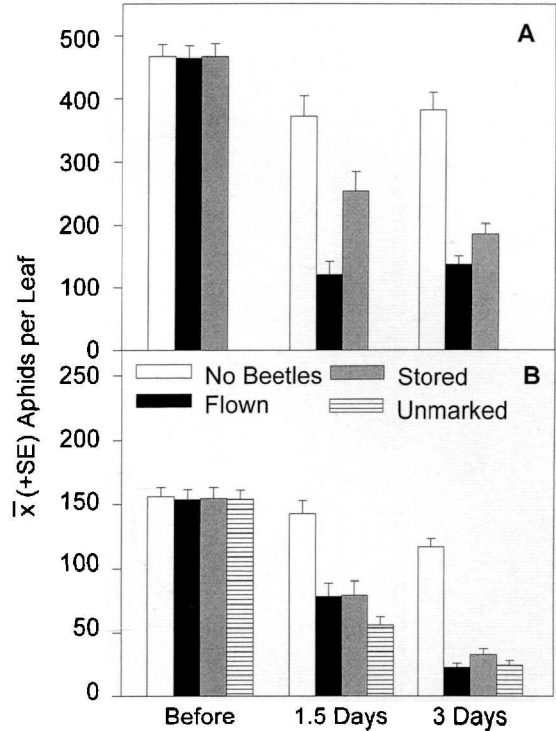 x̄ (+SE) Aphids per Leaf
A
500
400
300
200
100
0
No Beetles
Stored
B
Flown
Unmarked
250
200
150
100
50
0
Before
1.5 Days
3 Days